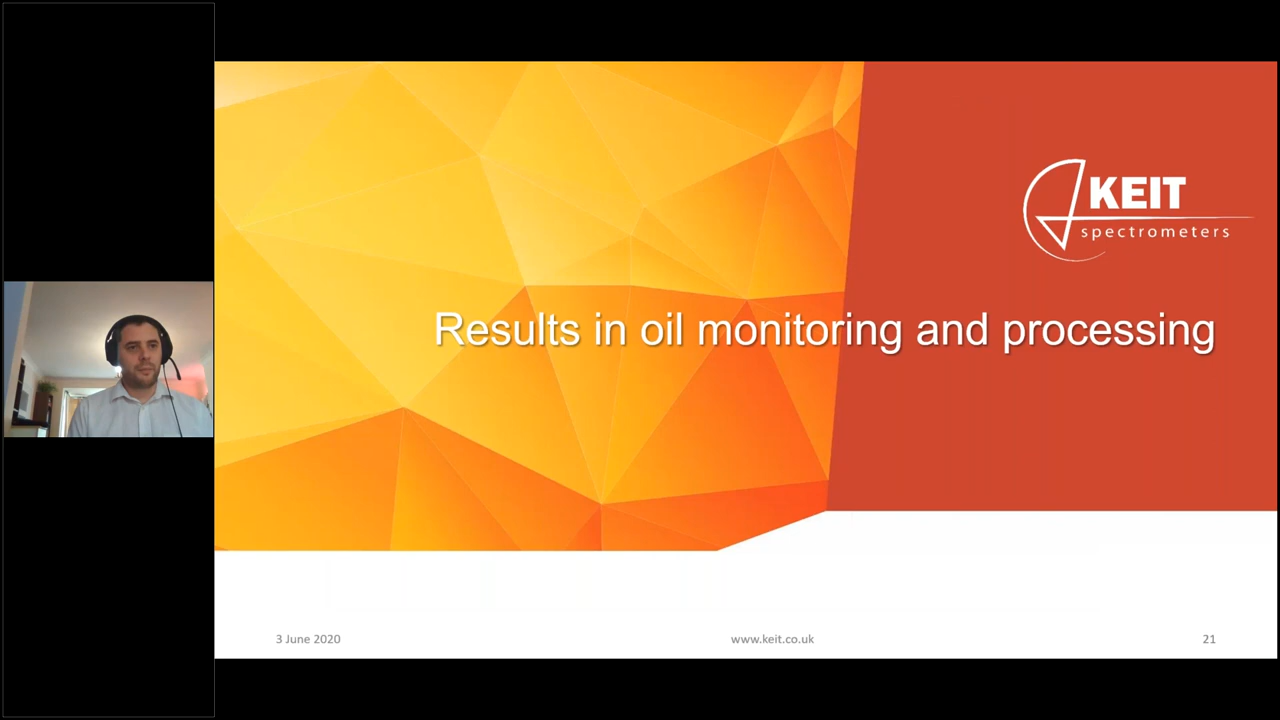 KEIT
spectrometers
Results in oil monitoring and processing
3 June 2020
www.keit.co.uk
21